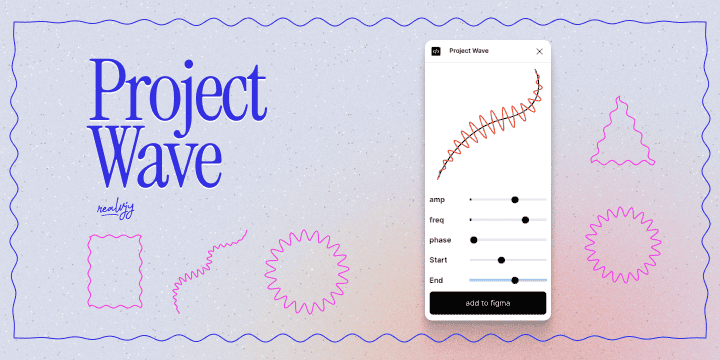 Project
Wave
realvjy
</> Project Wave
amp
freq
phase
Start
End
add to figma